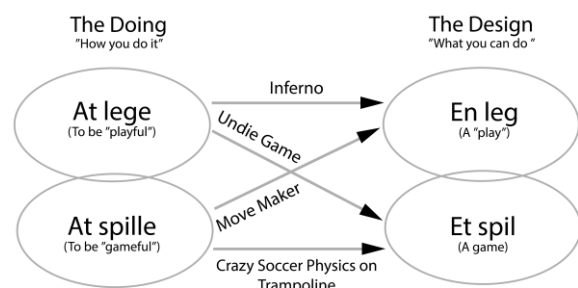 The Doing
"How you do it"
The Design
"What you can do "
At lege
(To be "playful")
Inferno
Undie Game
En leg
(A "play")
At spille
(To be "gameful")
Move Maker
Et spil
(A game)
Crazy Soccer Physics on
Trampoline